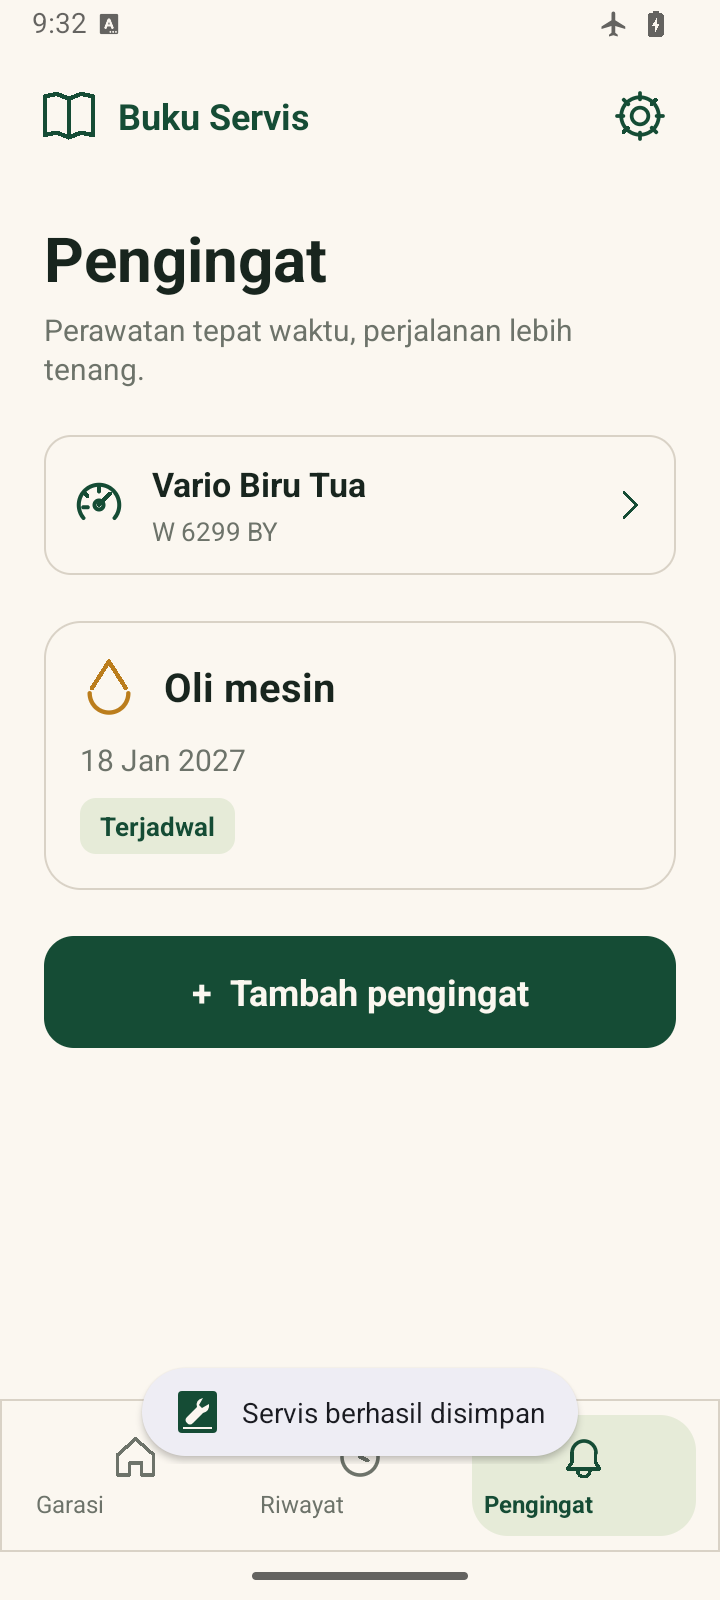 9:32
Buku Servis
Pengingat
Perawatan tepat waktu, perjalanan lebih
tenang.
Vario Biru Tua
W 6299 BY
Oli mesin
18 Jan 2027
Terjadwal
+ Tambah pengingat
Servis berhasil disimpan
Garasi
Riwayat
Pengingat